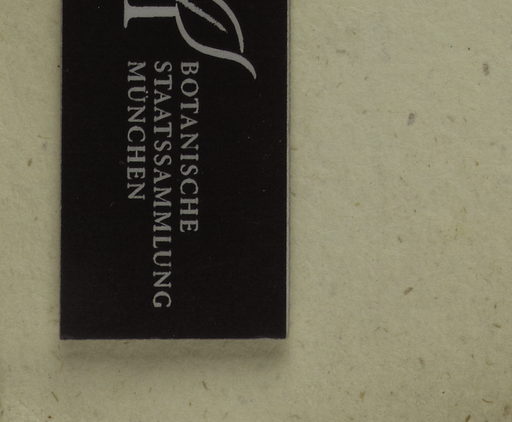 BOTANISCHE
STAATSSAMMLUNG
MÜNCHEN